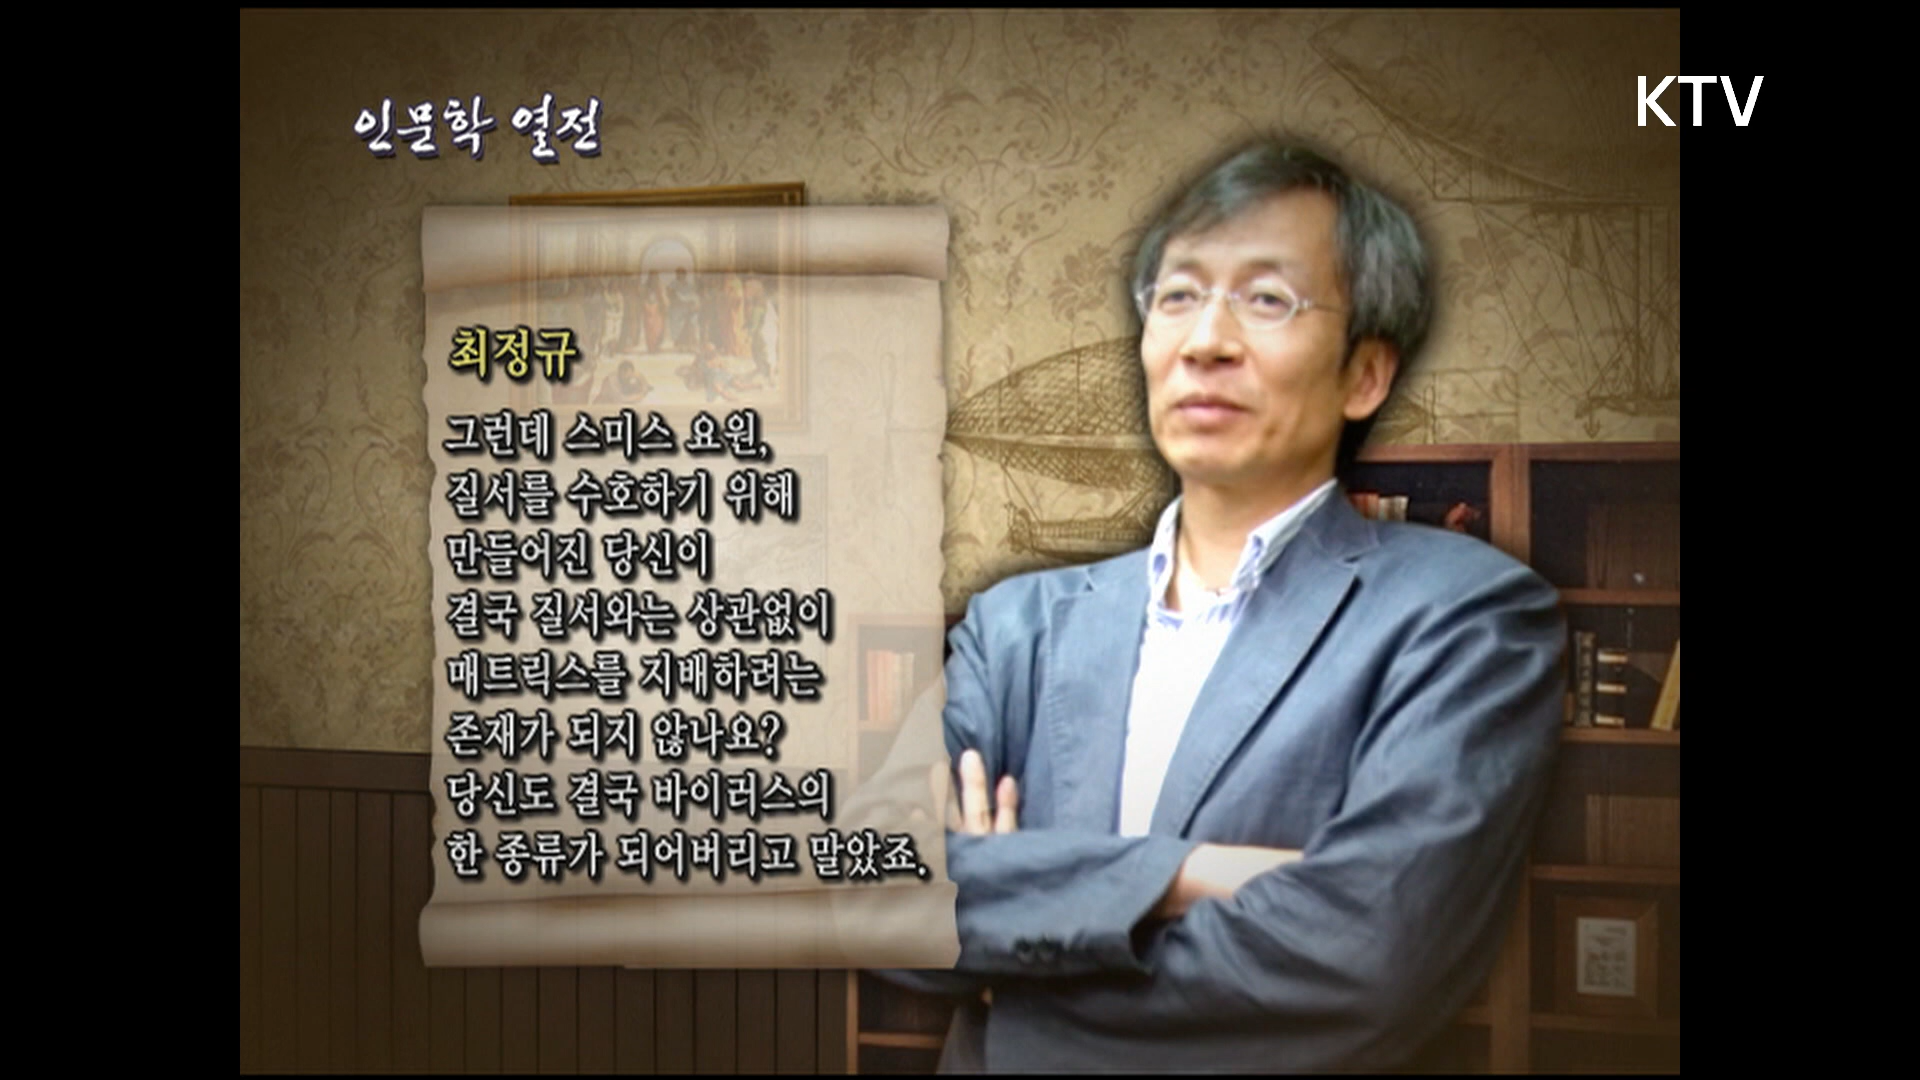 인문학 열전
KTV
최정규
그런데 스미스 요원,
질서를 수호하기 위해
만들어진 당신이
결국 질서와는 상관없이
매트릭스를 지배하려는
존재가 되지 않나요?
당신도 결국 바이러스의
한 종류가 되어버리고 말았죠.